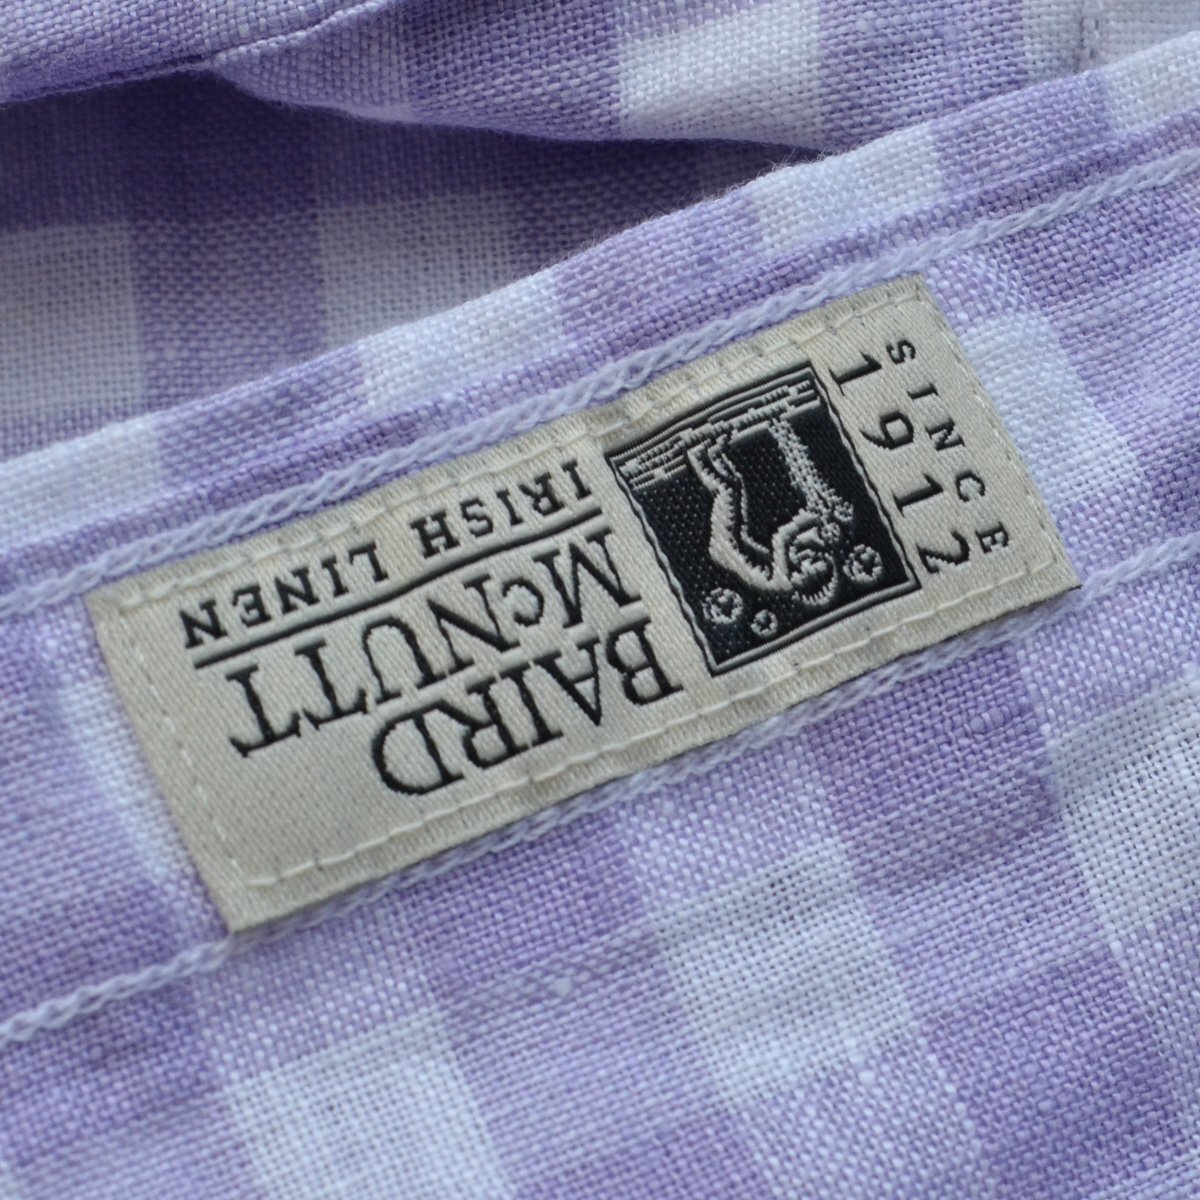 BAIRD
McNUTT
IRISH LINEN
SINCE
1912